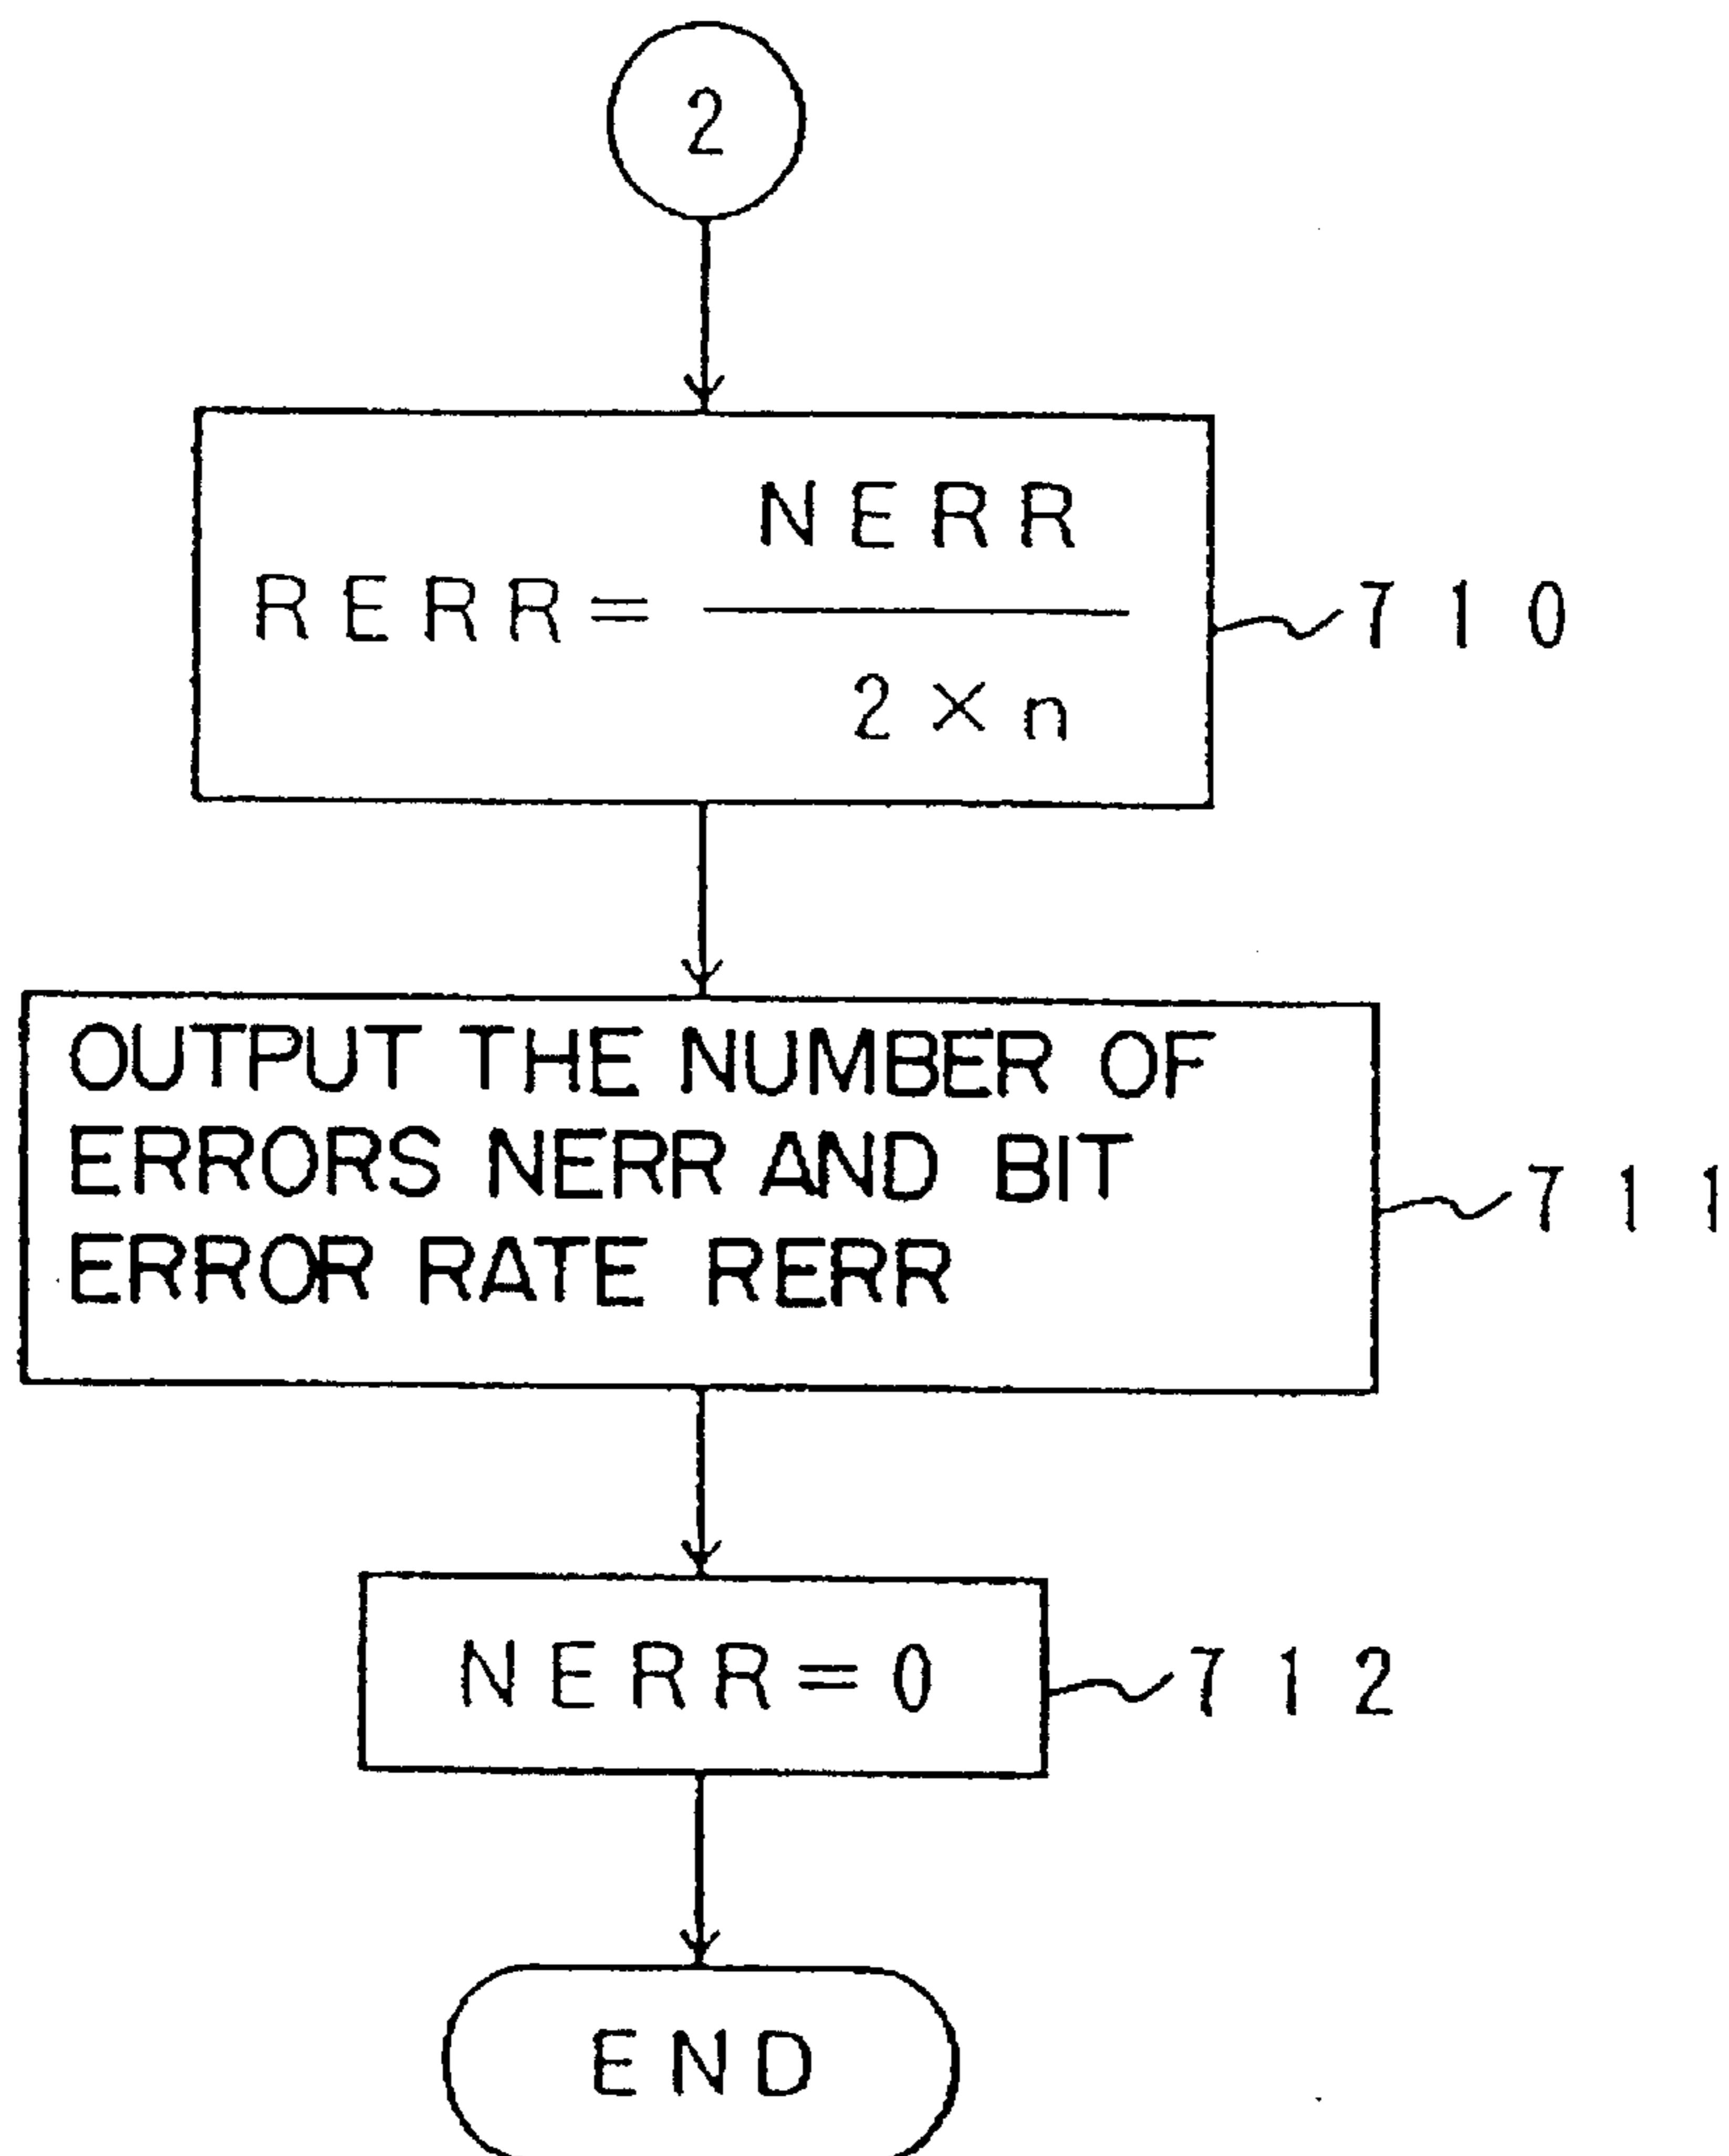 2
NERR
RERR=
2×n
710
OUTPUT THE NUMBER OF
ERRORS NERR AND BIT
ERROR RATE RERR
711
NERR=0
712
END